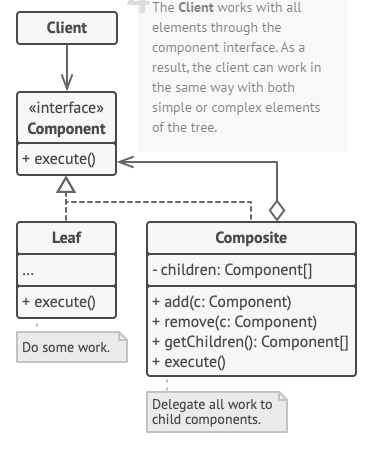 4
The Client works with all
elements through the
component interface. As a
result, the client can work in
the same way with both
simple or complex elements
of the tree.
Client
«interface»
Component
+ execute()
Leaf
...
+ execute()
Do some work.
Composite
- children: Component[]
+ add(c: Component)
+ remove(c: Component)
+ getChildren(): Component[]
+ execute()
Delegate all work to
child components.